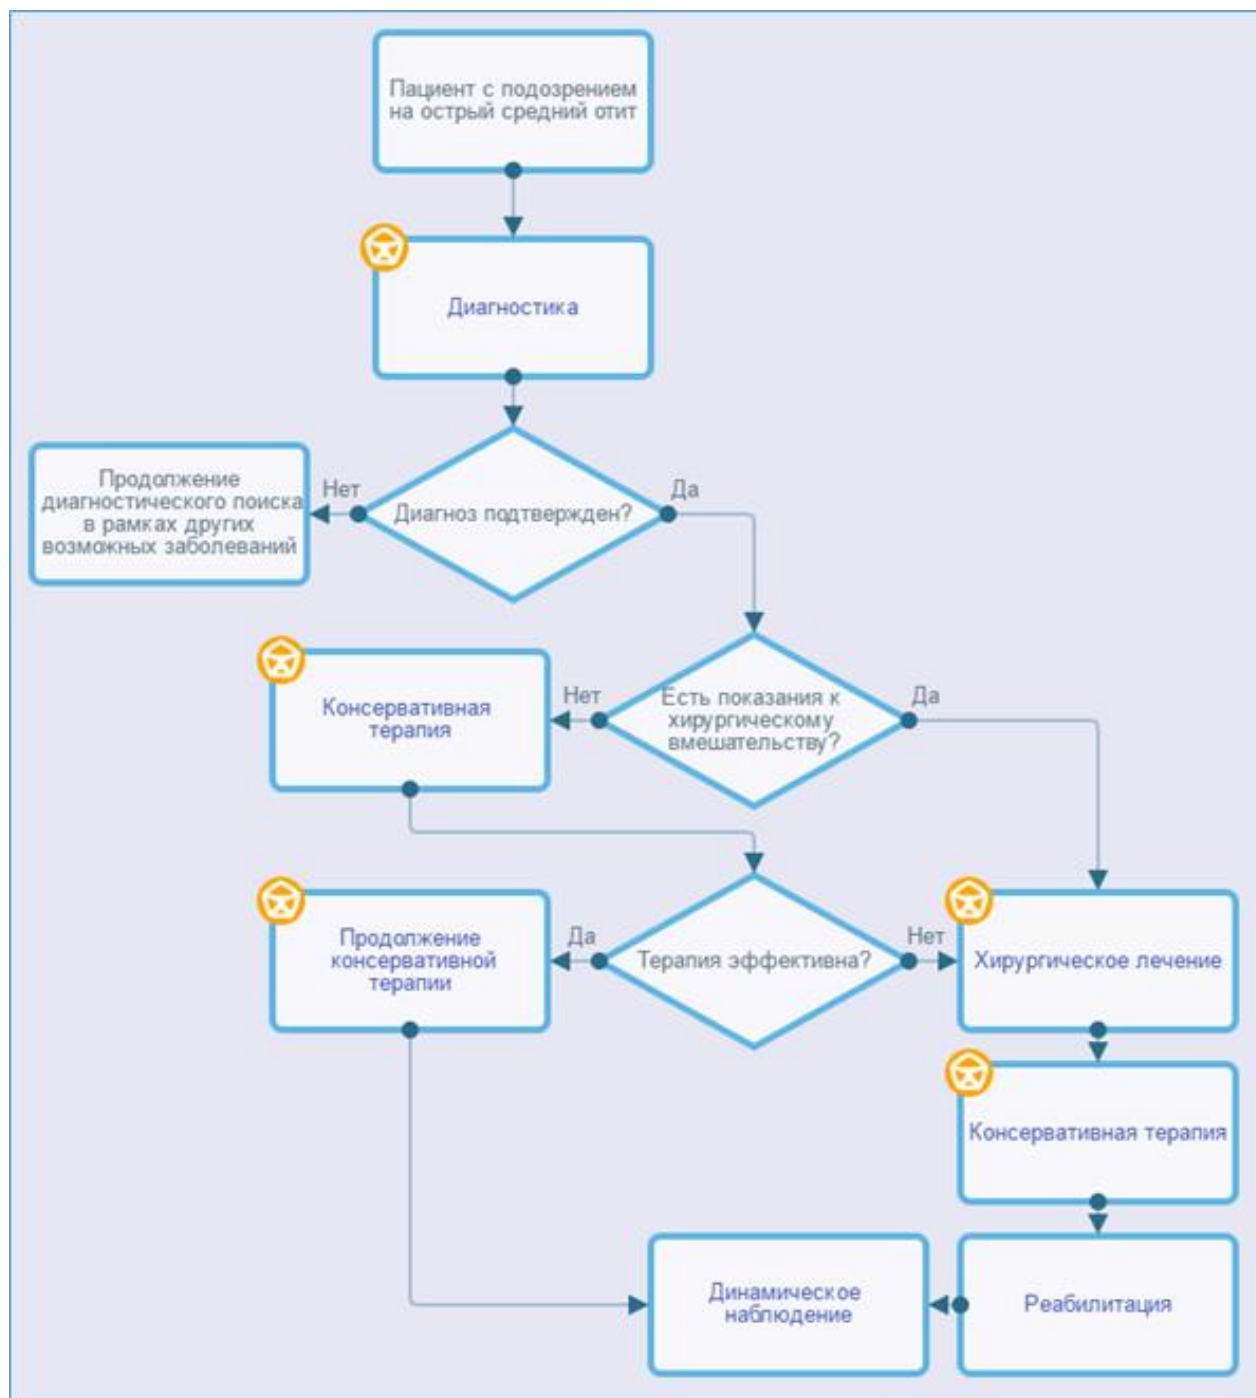 Пациент с подозрением
на острый средний отит
Диагностика
Продолжение
диагностического поиска
в рамках других
возможных заболеваний
Нет
Диагноз подтвержден?
Да
Консервативная
терапия
Нет
Есть показания к
хирургическому
вмешательству?
Да
Продолжение
консервативной
терапии
Да
Терапия эффективна?
Нет
Хирургическое лечение
Консервативная терапия
Динамическое
наблюдение
Реабилитация